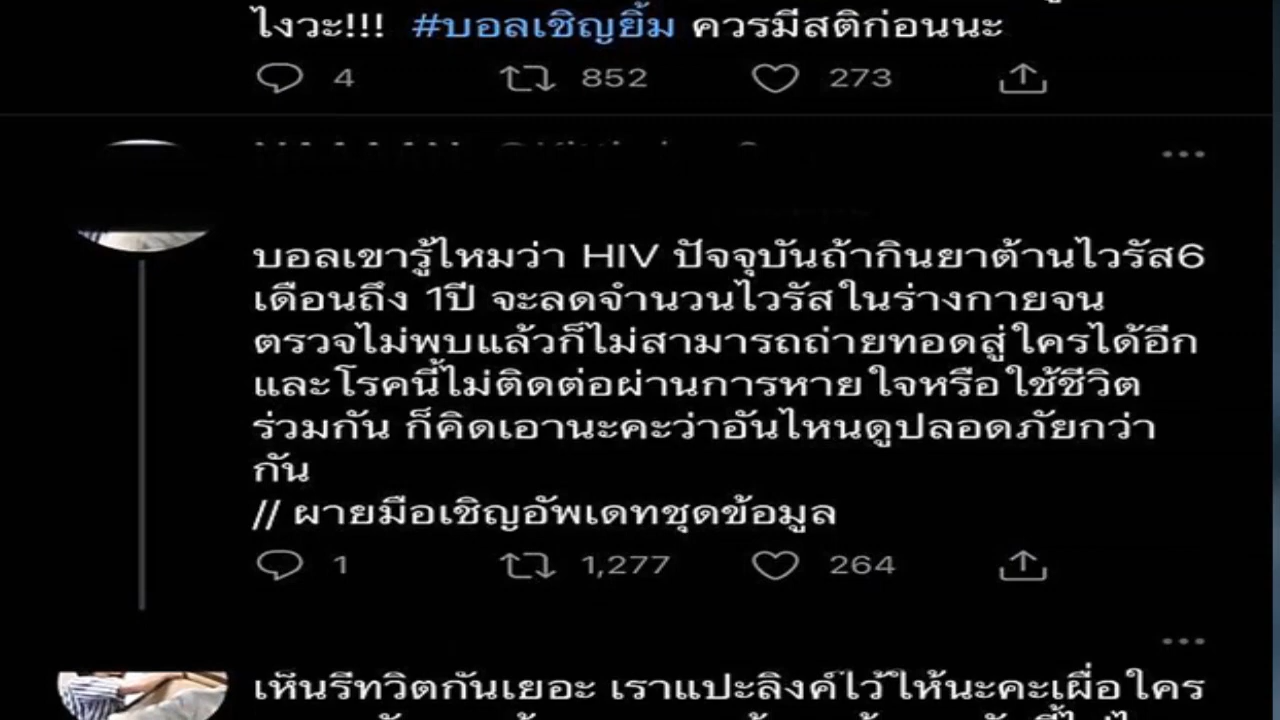 ไงวะ!!! #บอลเชิญยิ้ม ควรมีสติก่อนนะ
4 852 273
บอลเขารู้ไหมว่า HIV ปัจจุบันถ้ากินยาต้านไวรัส6
เดือนถึง 1ปี จะลดจำนวนไวรัสในร่างกายจน
ตรวจไม่พบแล้วก็ไม่สามารถถ่ายทอดสู่ใครได้อีก
และโรคนี้ไม่ติดต่อผ่านการหายใจหรือใช้ชีวิต
ร่วมกัน ก็คิดเอานะคะว่าอันไหนดูปลอดภัยกว่า
กัน
// ผายมือเชิญอัพเดทชุดข้อมูล
1 1,277 264
เห็นรีทวิตกันเยอะ เราแปะลิงค์ไว้ให้นะคะเผื่อใคร